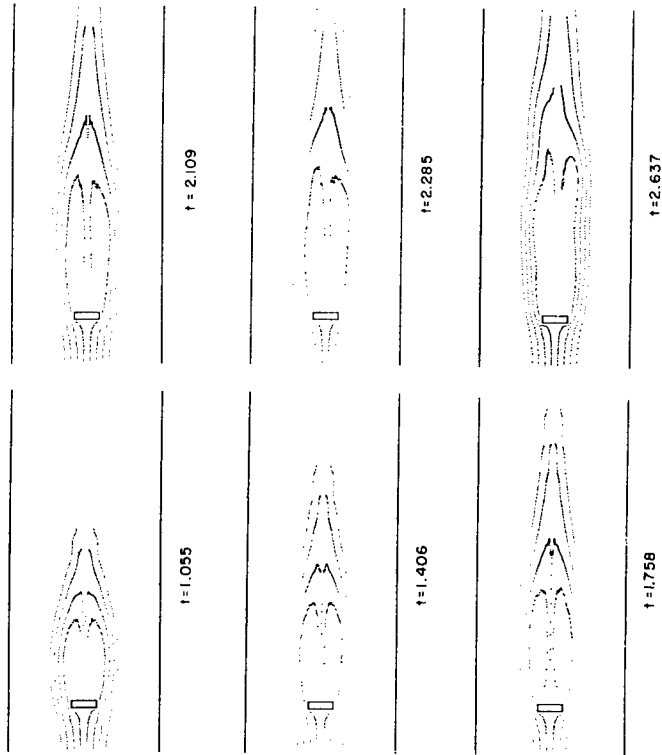 t = 2.109
t = 2.285
t = 2.637
t = 1.055
t = 1.406
t = 1.758